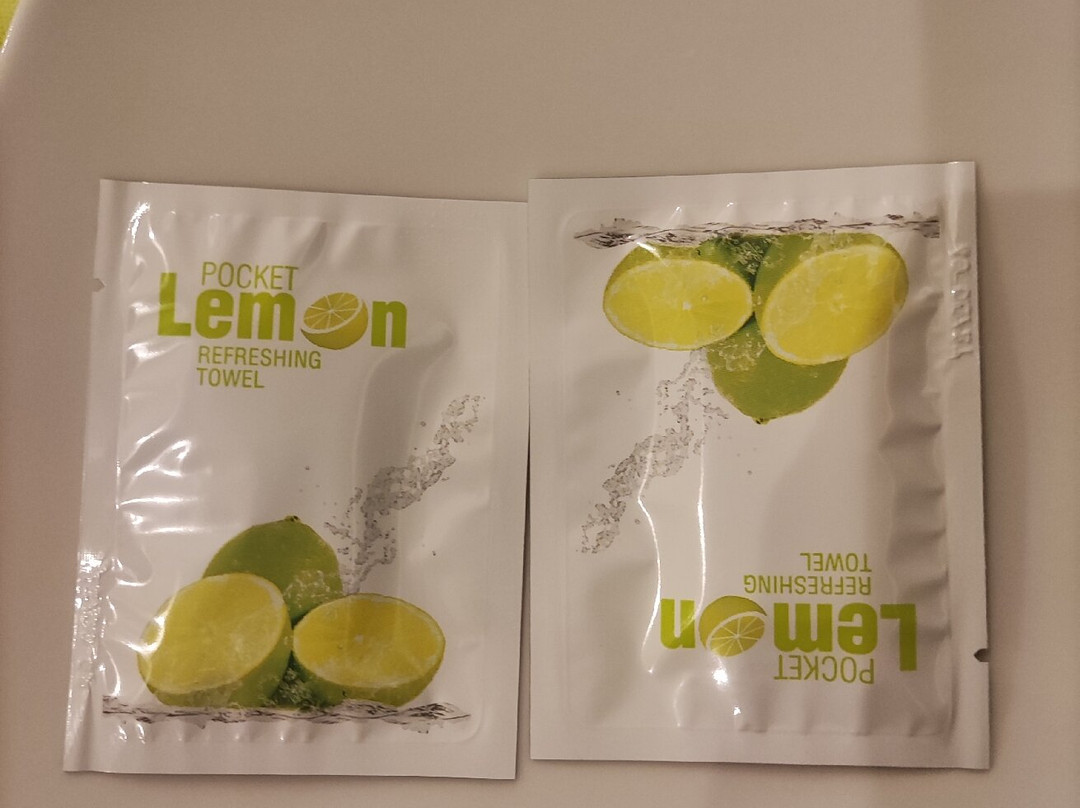 POCKET
Lemon
REFRESHING
TOWEL
POCKET
Lemon
REFRESHING
TOWEL